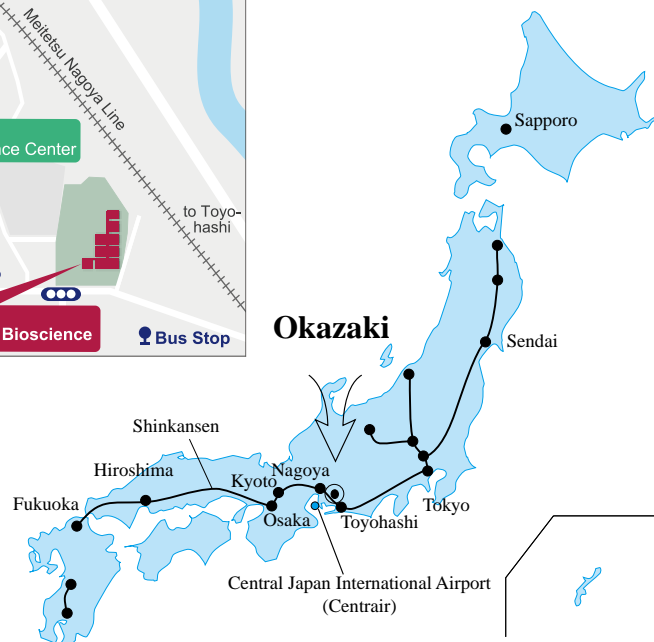 Meitetsu Nagoya Line
nce Center
to Toyo-
hashi
Bioscience
Bus Stop
Sapporo
Okazaki
Sendai
Shinkansen
Hiroshima
Nagoya
Kyoto
Fukuoka
Osaka
Toyohashi
Tokyo
Central Japan International Airport
(Centrair)